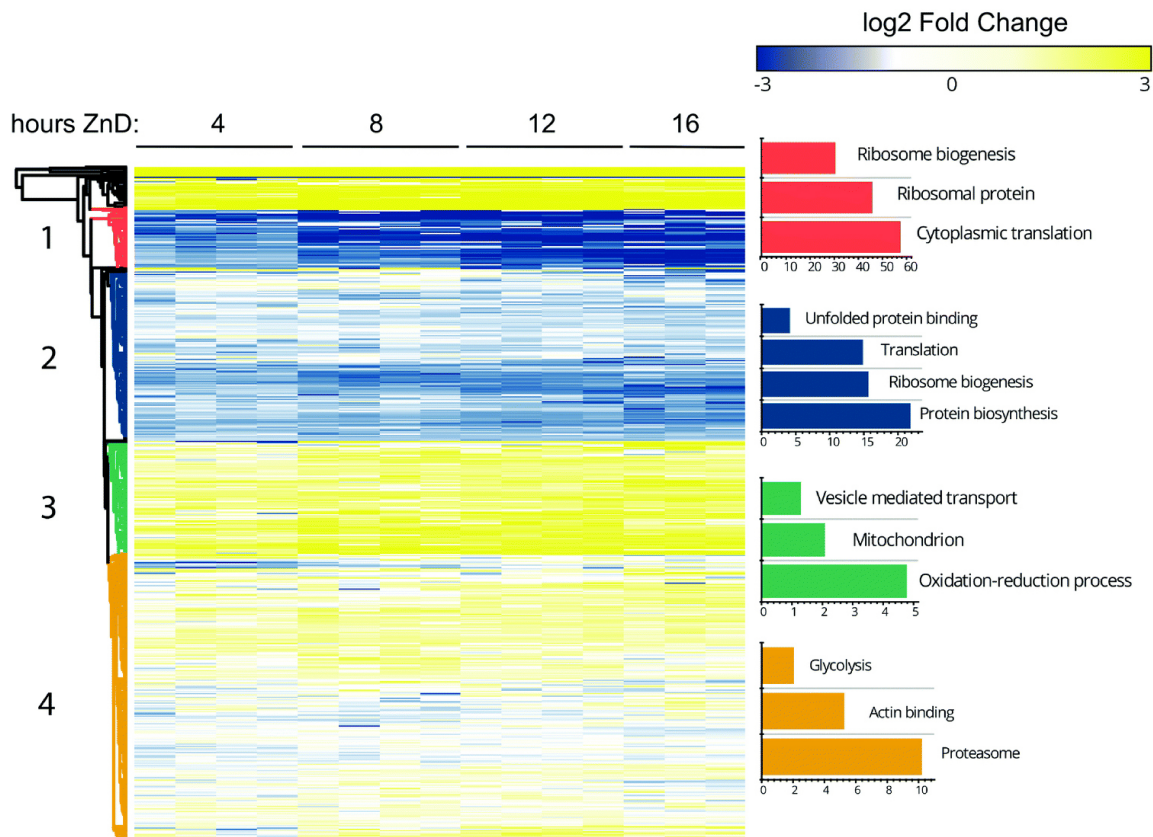 log2 Fold Change
-3 0 3
hours ZnD: 4 8 12 16
1
2
3
4
Ribosome biogenesis
Ribosomal protein
Cytoplasmic translation
0 10 20 30 40 50 60
Unfolded protein binding
Translation
Ribosome biogenesis
Protein biosynthesis
0 5 10 15 20
Vesicle mediated transport
Mitochondrion
Oxidation-reduction process
0 1 2 3 4 5
Glycolysis
Actin binding
Proteasome
0 2 4 6 8 10